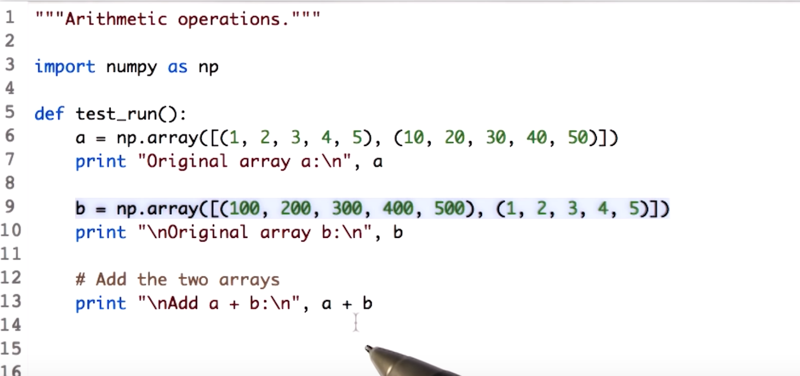 1 """Arithmetic operations."""
2
3 import numpy as np
4
5 def test_run():
6 a = np.array([(1, 2, 3, 4, 5), (10, 20, 30, 40, 50)])
7 print "Original array a:\n", a
8
9 b = np.array([(100, 200, 300, 400, 500), (1, 2, 3, 4, 5)])
10 print "\nOriginal array b:\n", b
11
12 # Add the two arrays
13 print "\nAdd a + b:\n", a + b
14
15
16